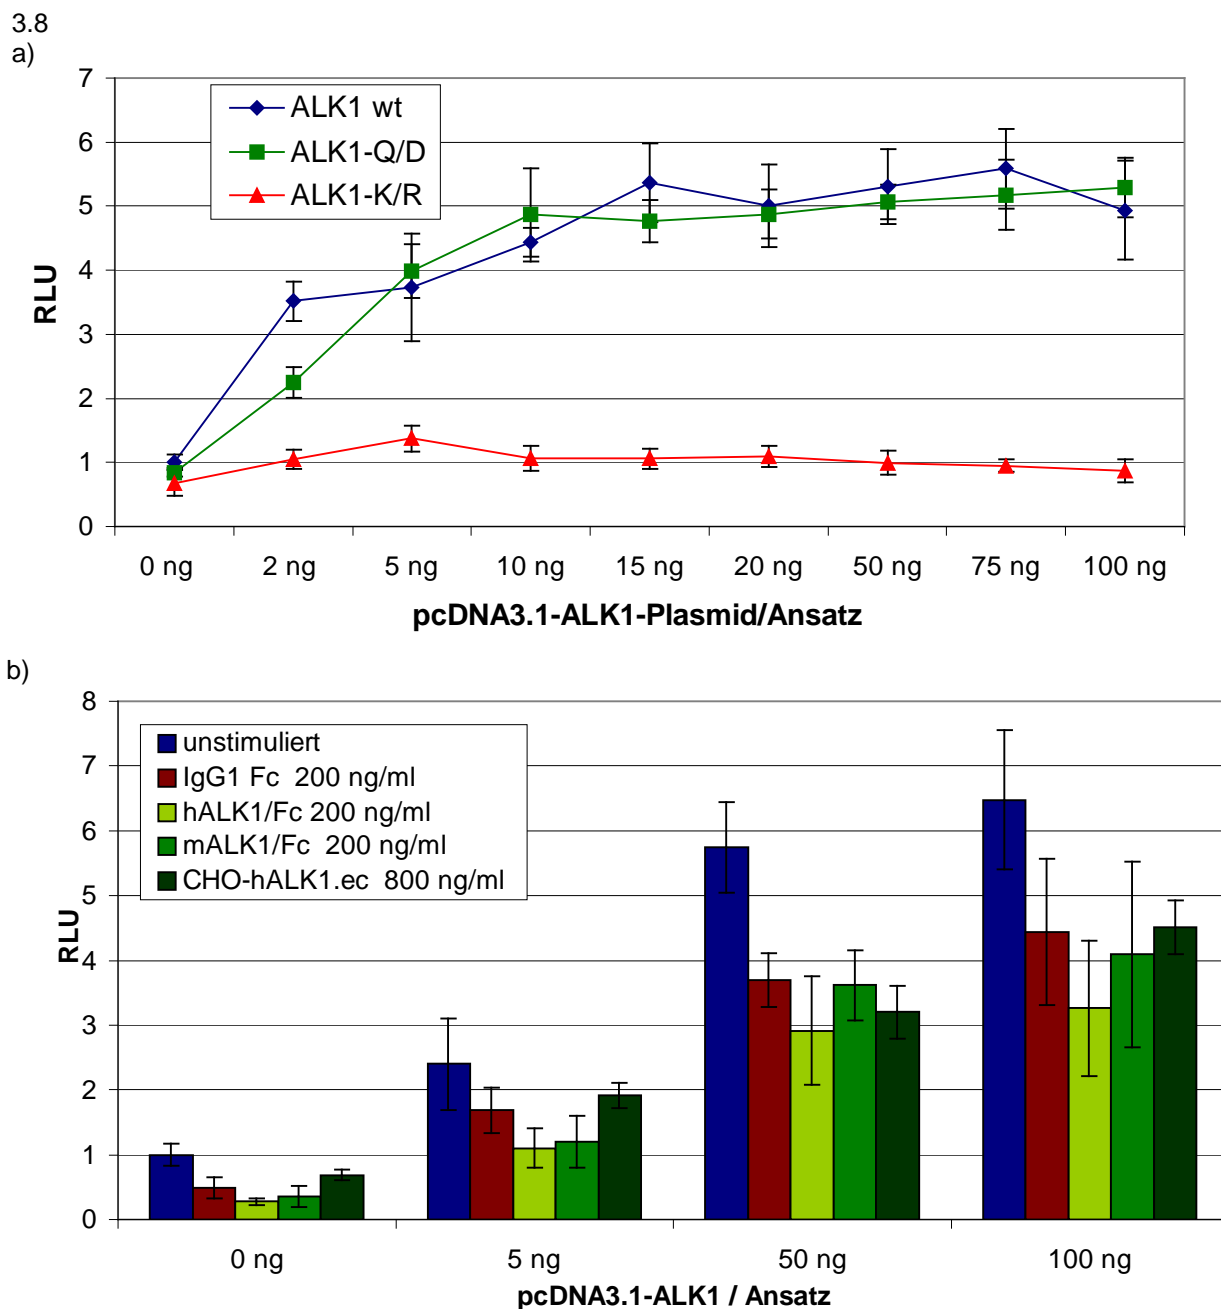 3.8
a)
7
6
5
4
3
2
1
0
RLU
ALK1 wt
ALK1-Q/D
ALK1-K/R
0 ng 2 ng 5 ng 10 ng 15 ng 20 ng 50 ng 75 ng 100 ng
pcDNA3.1-ALK1-Plasmid/Ansatz
b)
8
7
6
5
4
3
2
1
0
RLU
unstimuliert
IgG1 Fc 200 ng/ml
hALK1/Fc 200 ng/ml
mALK1/Fc 200 ng/ml
CHO-hALK1.ec 800 ng/ml
0 ng 5 ng 50 ng 100 ng
pcDNA3.1-ALK1 / Ansatz